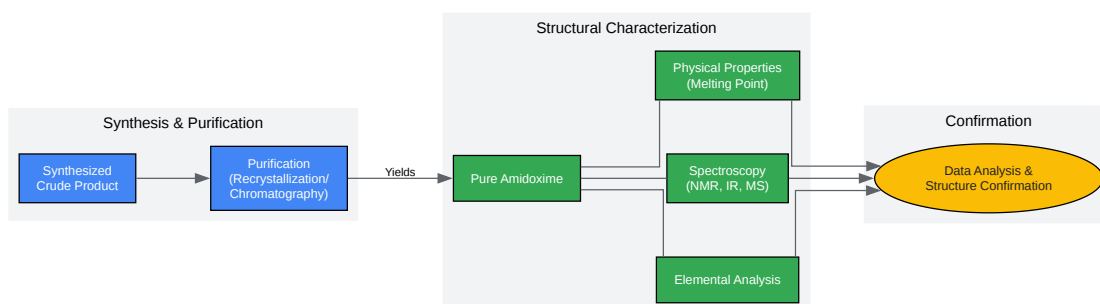 Structural Characterization
Physical Properties
(Melting Point)
Synthesis & Purification
Confirmation
Synthesized
Crude Product
Purification
(Recrystallization/
Chromatography)
Yields
Pure Amidoxime
Spectroscopy
(NMR, IR, MS)
Data Analysis &
Structure Confirmation
Elemental Analysis